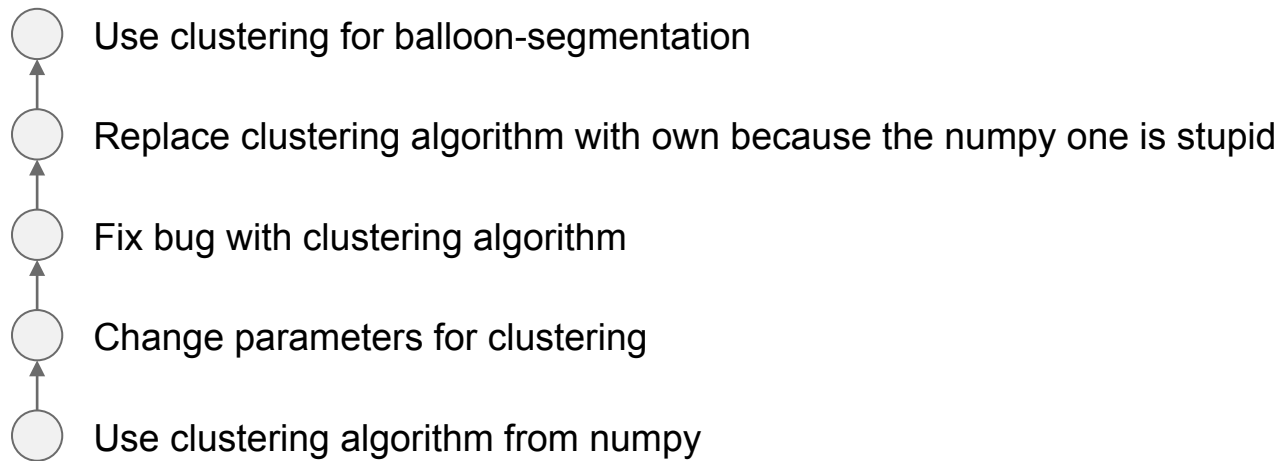 Use clustering for balloon-segmentation
Replace clustering algorithm with own because the numpy one is stupid
Fix bug with clustering algorithm
Change parameters for clustering
Use clustering algorithm from numpy